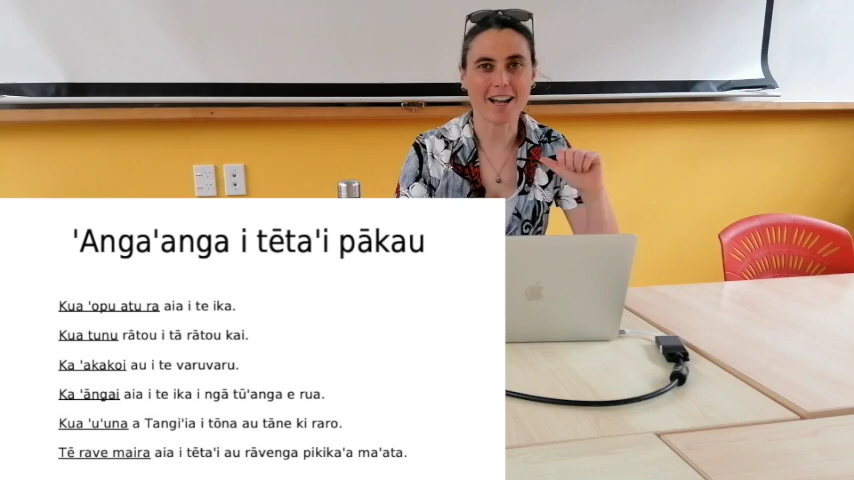 'Anga'anga i tēta'i pākau
Kua 'opu atu ra aia i te ika.
Kua tunu rātou i tā rātou kai.
Ka 'akakoi au i te varuvaru.
Ka 'āngai aia i te ika i ngā tū'anga e rua.
Kua 'u'una a Tangi'ia i tōna au tāne ki raro.
Tē rave maira aia i tēta'i au rāvenga pikika'a ma'ata.